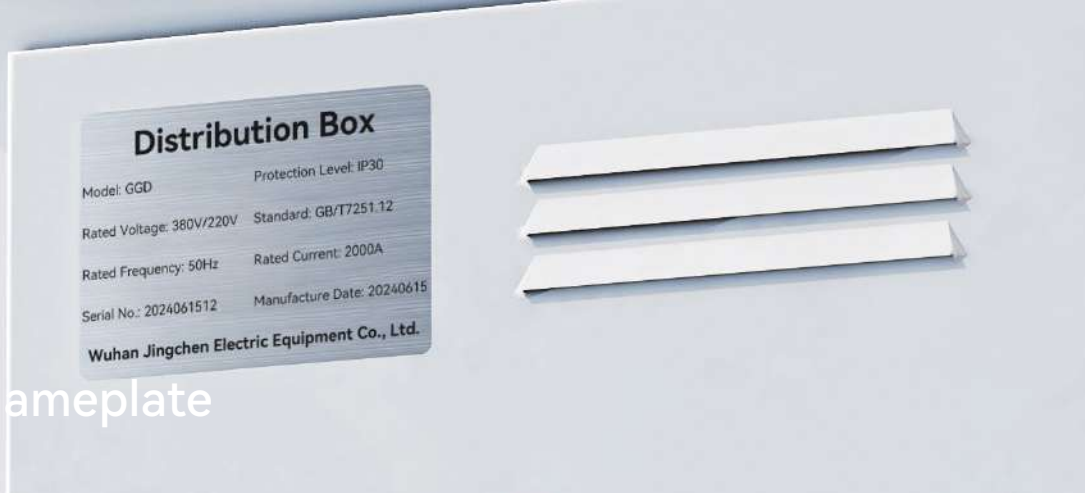 Distribution Box
Model: GGD
Protection Level: IP30
Rated Voltage: 380V/220V
Standard: GB/T7251.12
Rated Frequency: 50Hz
Rated Current: 2000A
Serial No.: 2024061512
Manufacture Date: 20240615
Wuhan Jingchen Electric Equipment Co., Ltd.
ameplate